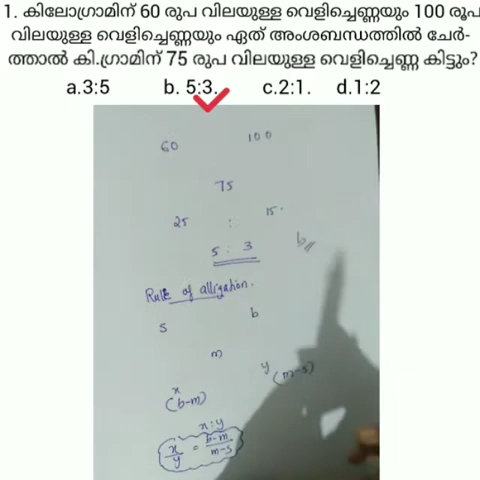 1. കിലോഗ്രാമിന് 60 രുപ വിലയുള്ള വെളിച്ചെണ്ണയും 100 രൂപ
വിലയുള്ള വെളിച്ചെണ്ണയും ഏത് അംശബന്ധത്തിൽ ചേർ-
ത്താൽ കി.ഗ്രാമിന് 75 രുപ വിലയുള്ള വെളിച്ചെണ്ണ കിട്ടും?
a.3:5 b. 5:3. c.2:1. d.1:2
60 100
75
25 : 15.
5 : 3 b
Rule of alligation.
s b
m
x y
(b-m) (m-s)
x:y
x/y = b-m/m-s